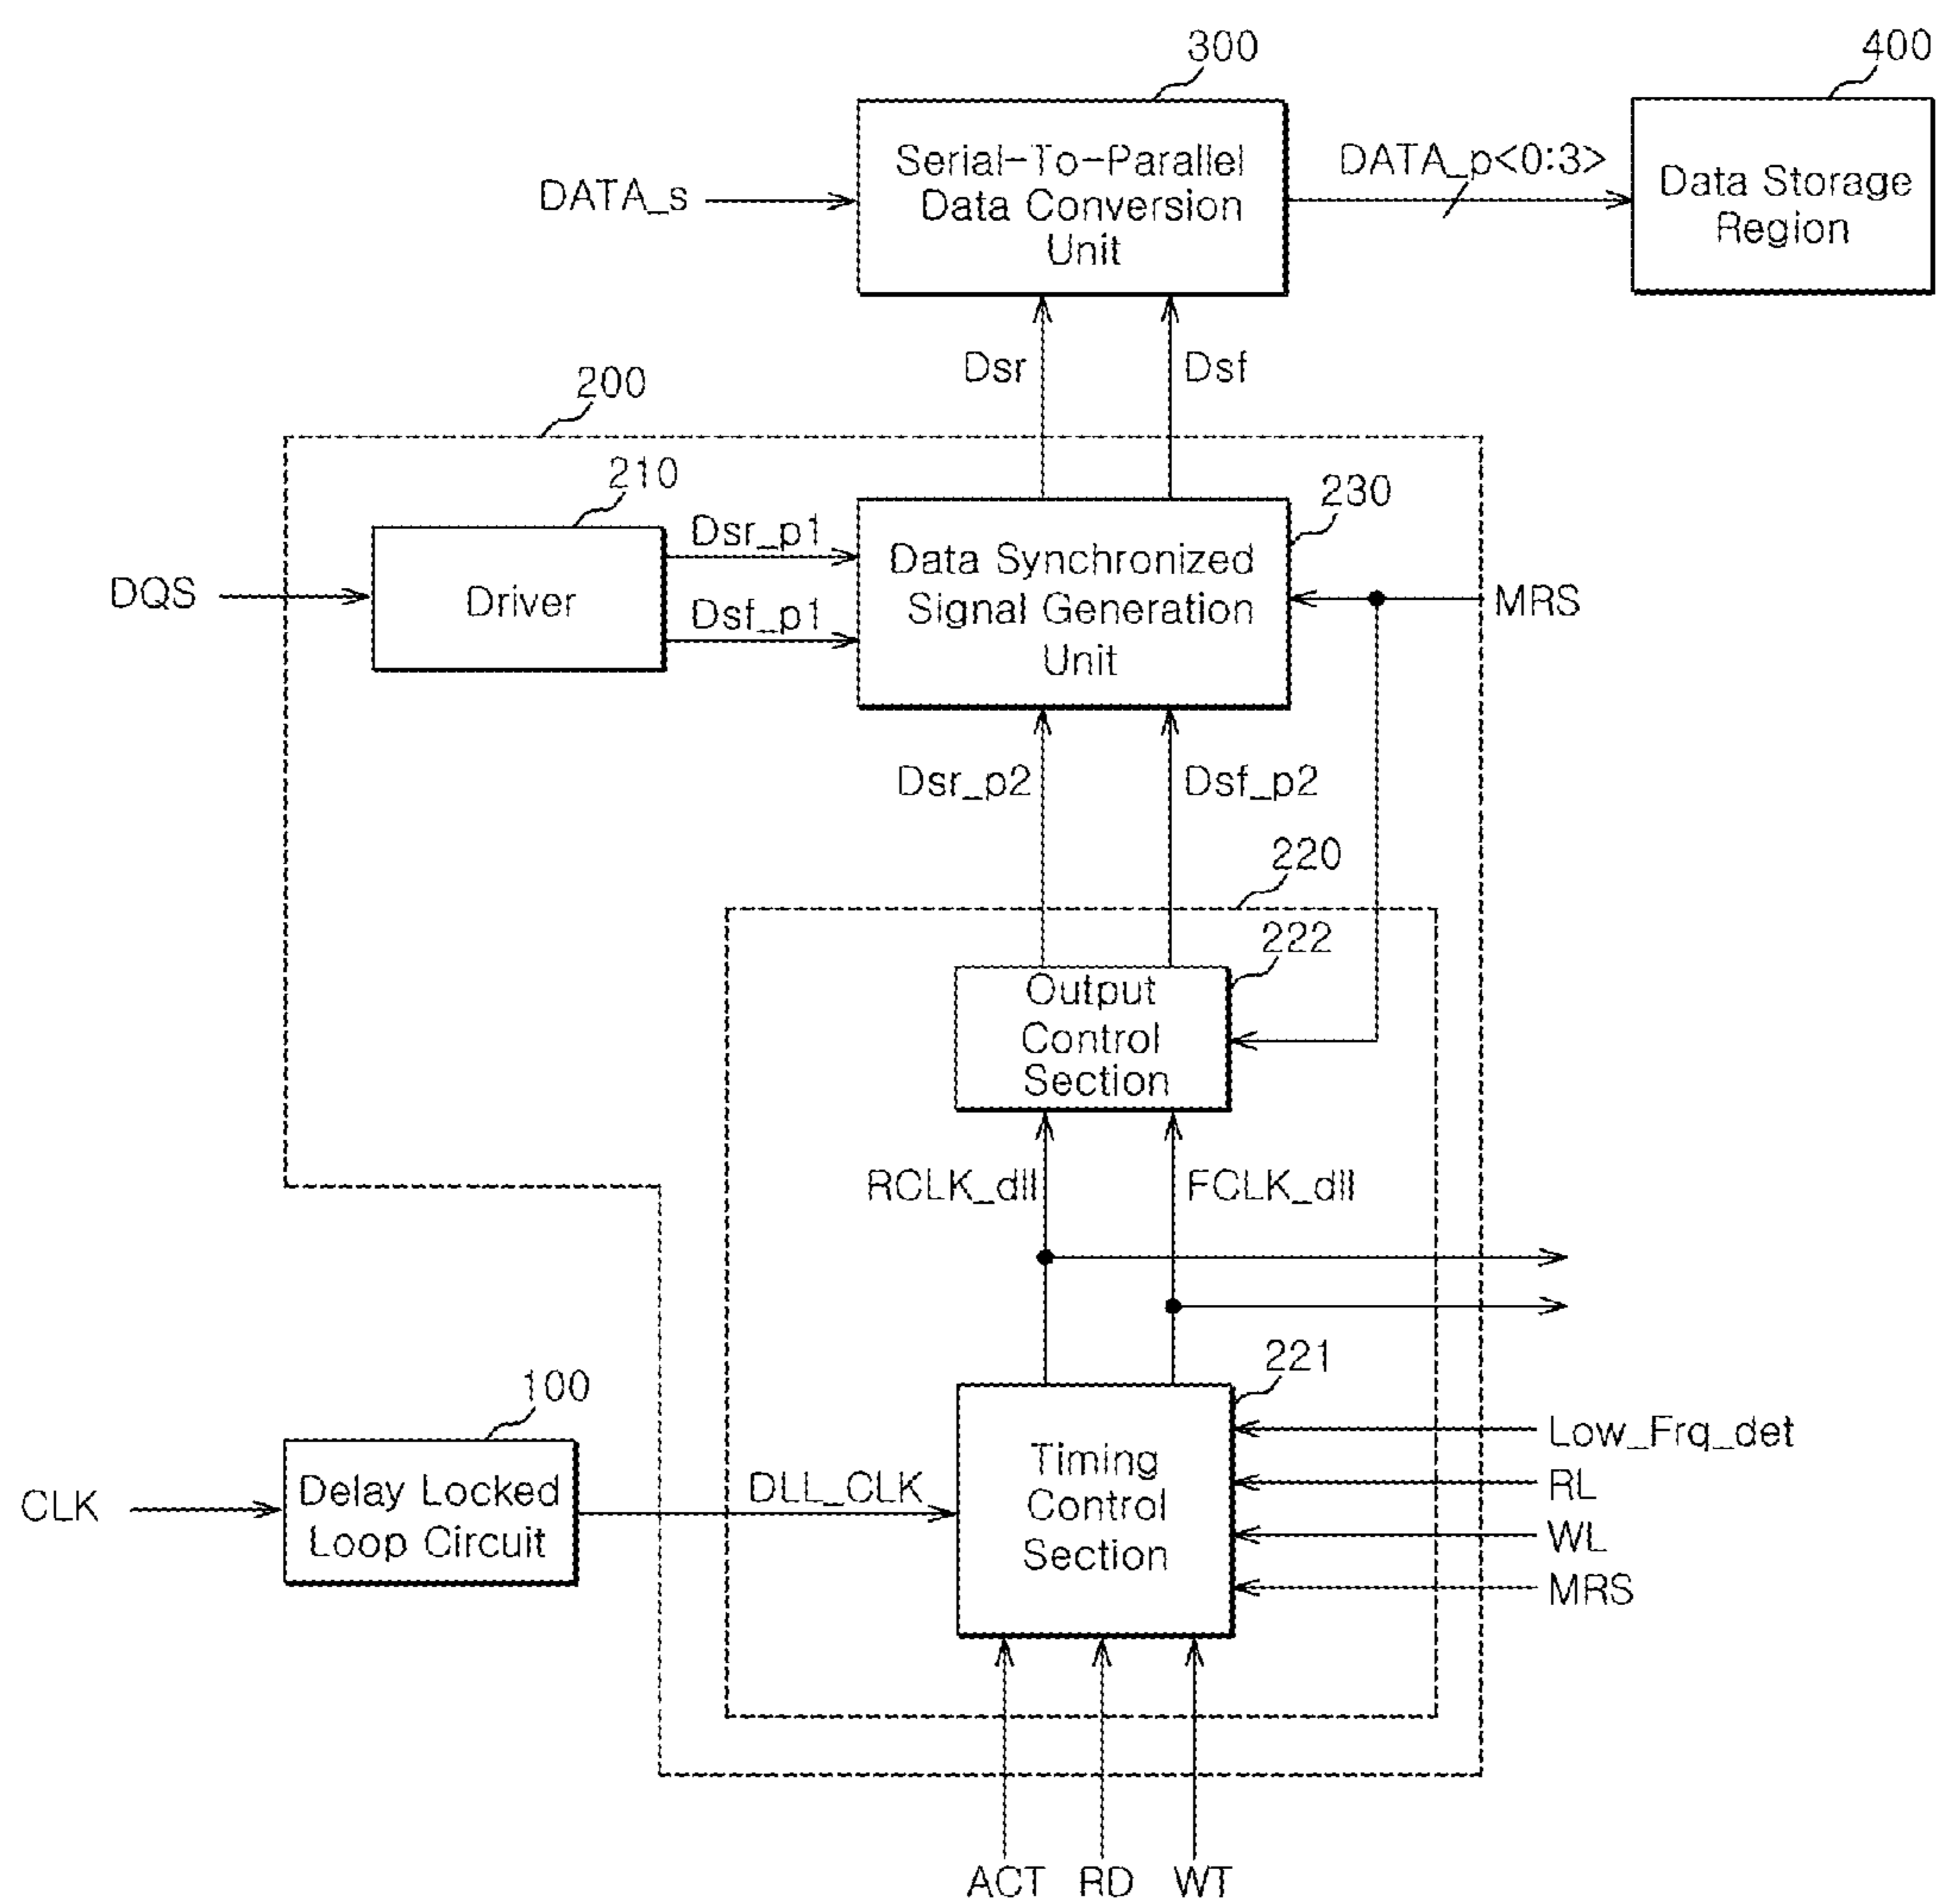 300
400
Serial-To-Parallel
Data Conversion
Unit
DATA_s
DATA_p<0:3>
Data Storage
Region
Dsr
Dsf
200
210
230
Dsr_p1
Dsf_p1
DQS
Driver
Data Synchronized
Signal Generation
Unit
MRS
Dsr_p2
Dsf_p2
220
222
Output
Control
Section
RCLK_dll
FCLK_dll
221
100
CLK
Delay Locked
Loop Circuit
DLL_CLK
Timing
Control
Section
Low_Frq_det
RL
WL
MRS
ACT
RD
WT